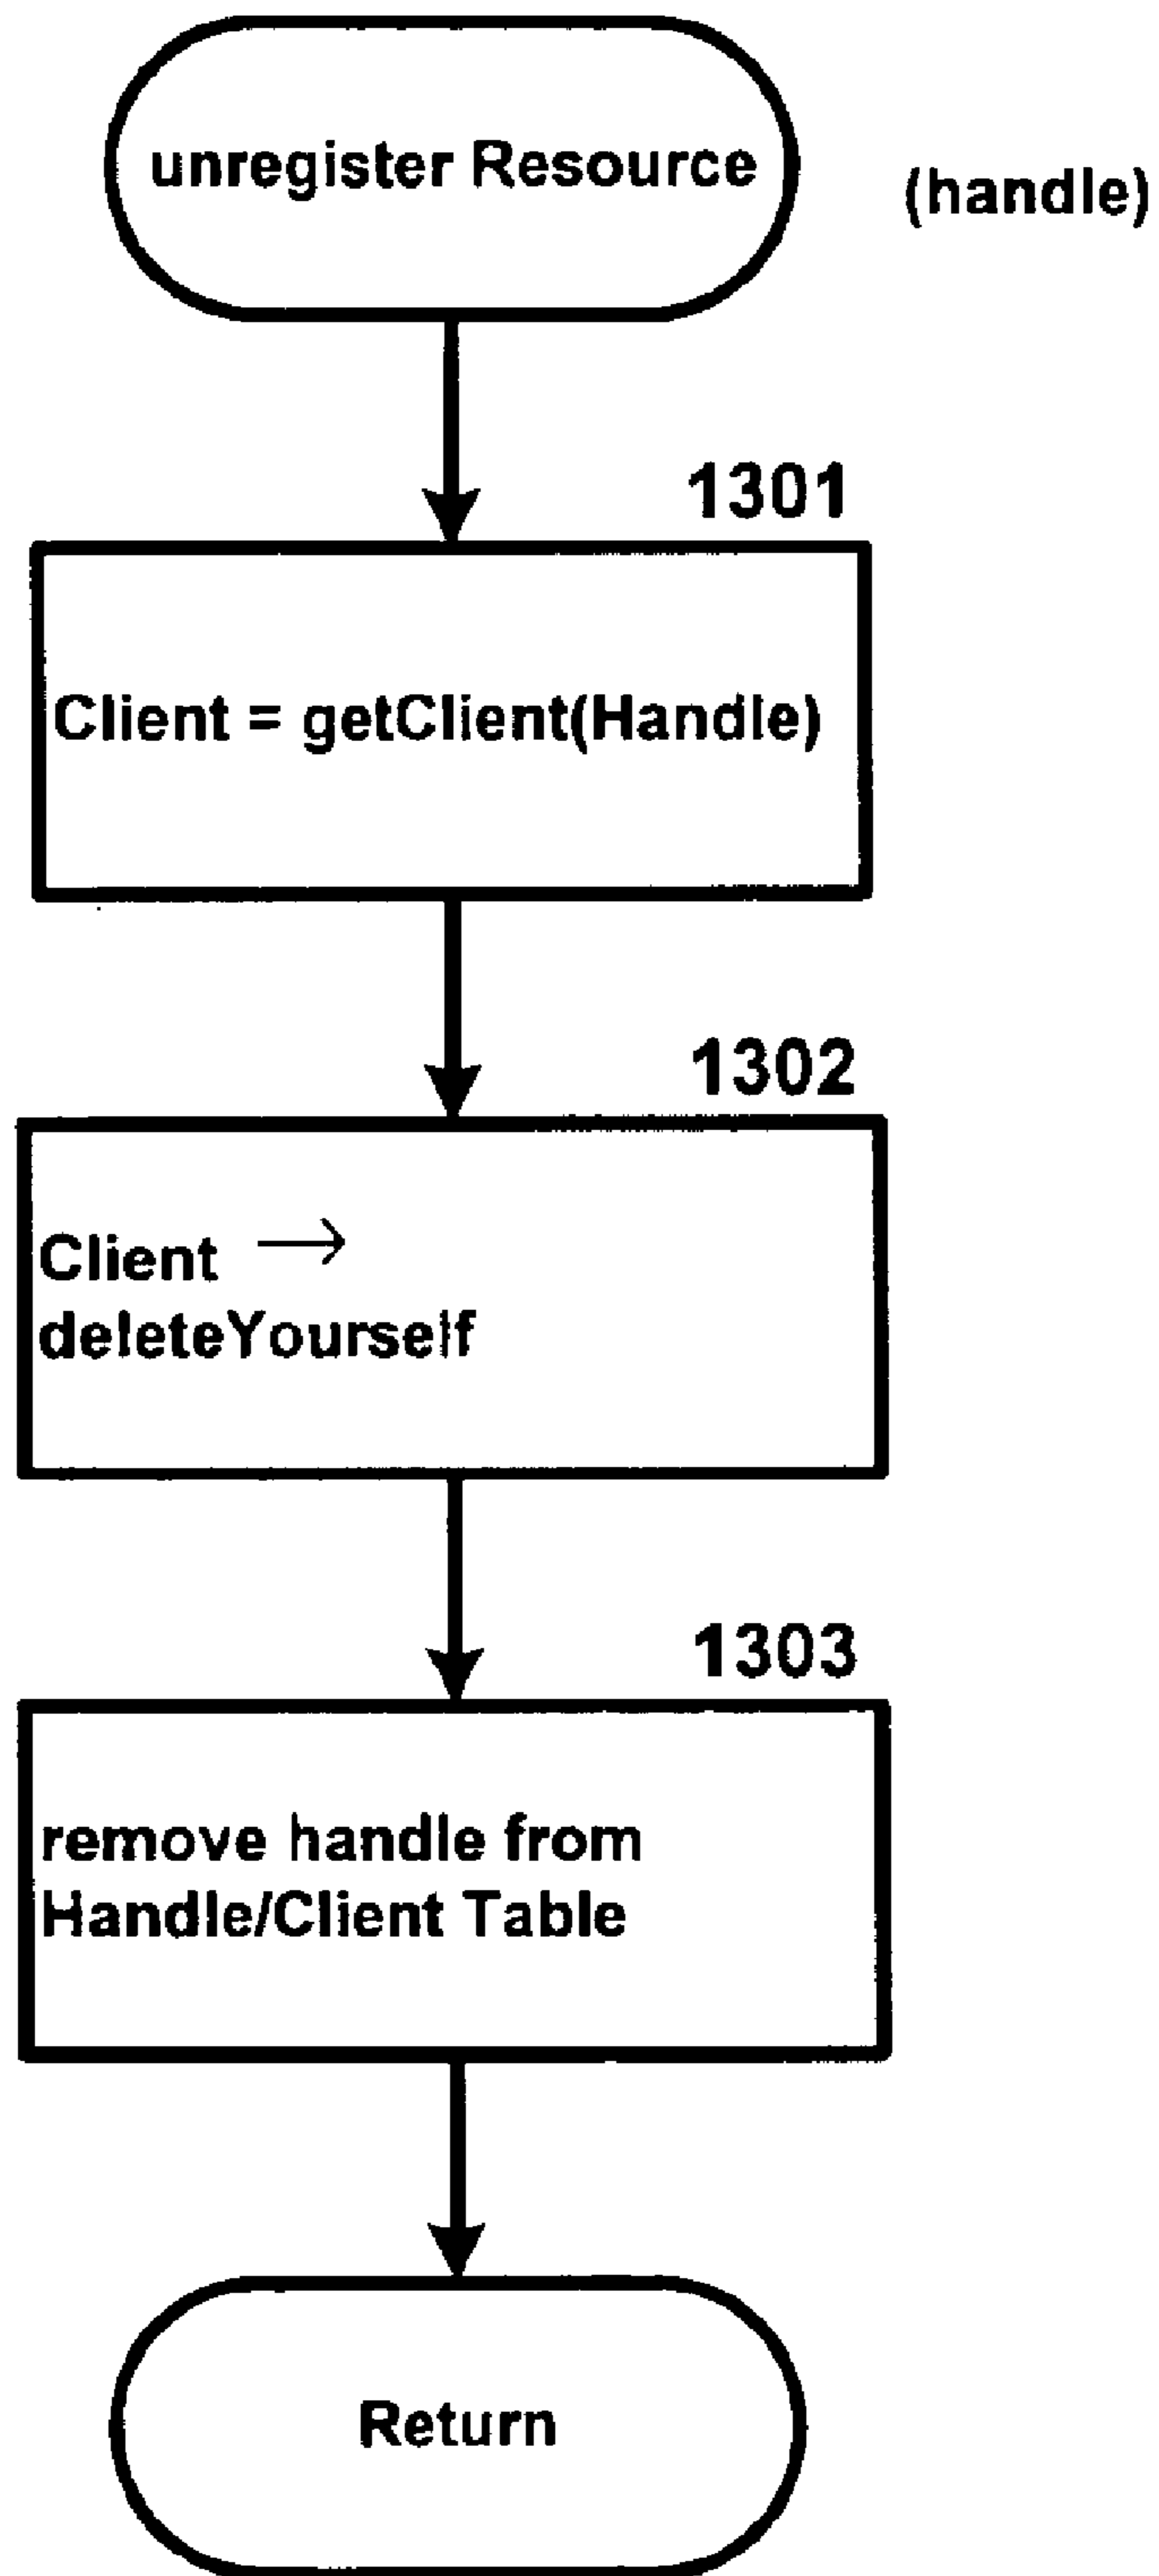 unregister Resource
(handle)
1301
Client = getClient(Handle)
1302
Client →
deleteYourself
1303
remove handle from
Handle/Client Table
Return